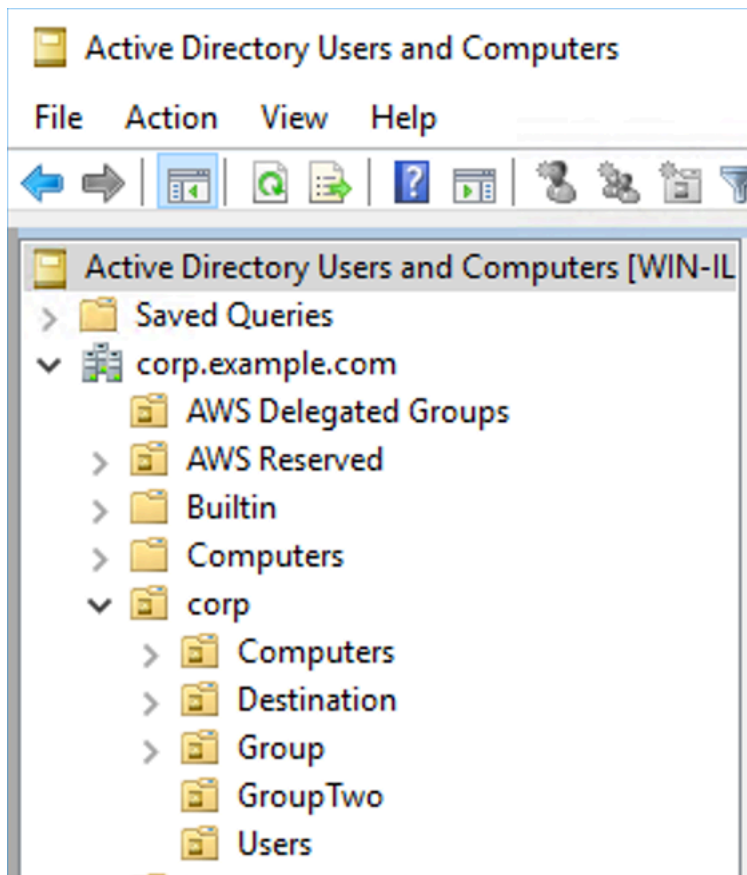 Active Directory Users and Computers
File Action View Help
Active Directory Users and Computers [WIN-IL
Saved Queries
corp.example.com
AWS Delegated Groups
AWS Reserved
Builtin
Computers
corp
Computers
Destination
Group
GroupTwo
Users